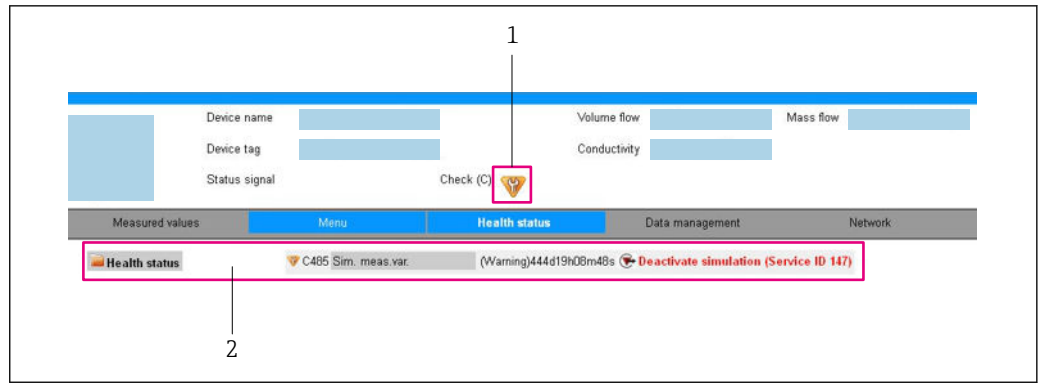 1
Device name
Volume flow
Mass flow
Device tag
Conductivity
Status signal
Check (C)
Measured values
Menu
Health status
Data management
Network
Health status
C485 Sim. meas.var.
(Warning)444d19h08m48s
Deactivate simulation (Service ID 147)
2